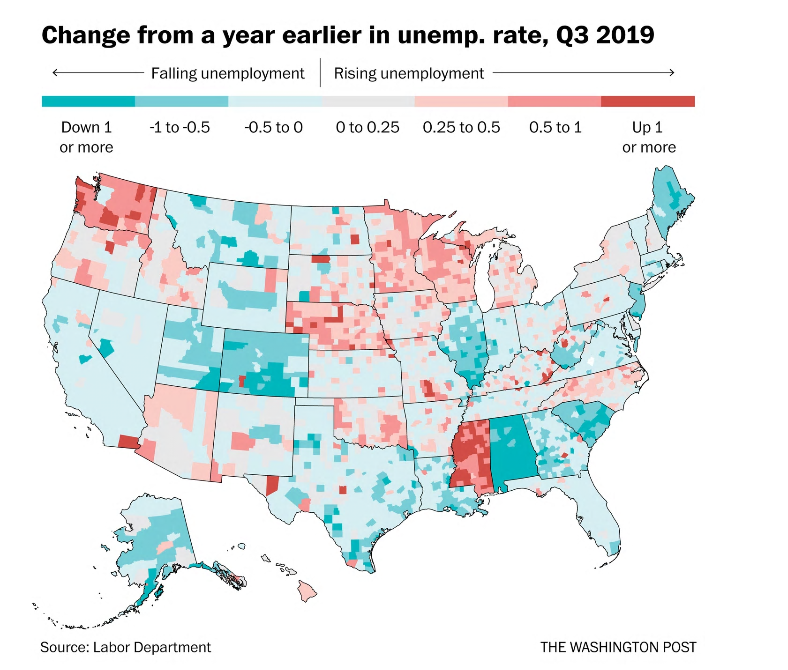 Change from a year earlier in unemp. rate, Q3 2019
Falling unemployment
Rising unemployment
Down 1
or more
-1 to -0.5
-0.5 to 0
0 to 0.25
0.25 to 0.5
0.5 to 1
Up 1
or more
Source: Labor Department
THE WASHINGTON POST